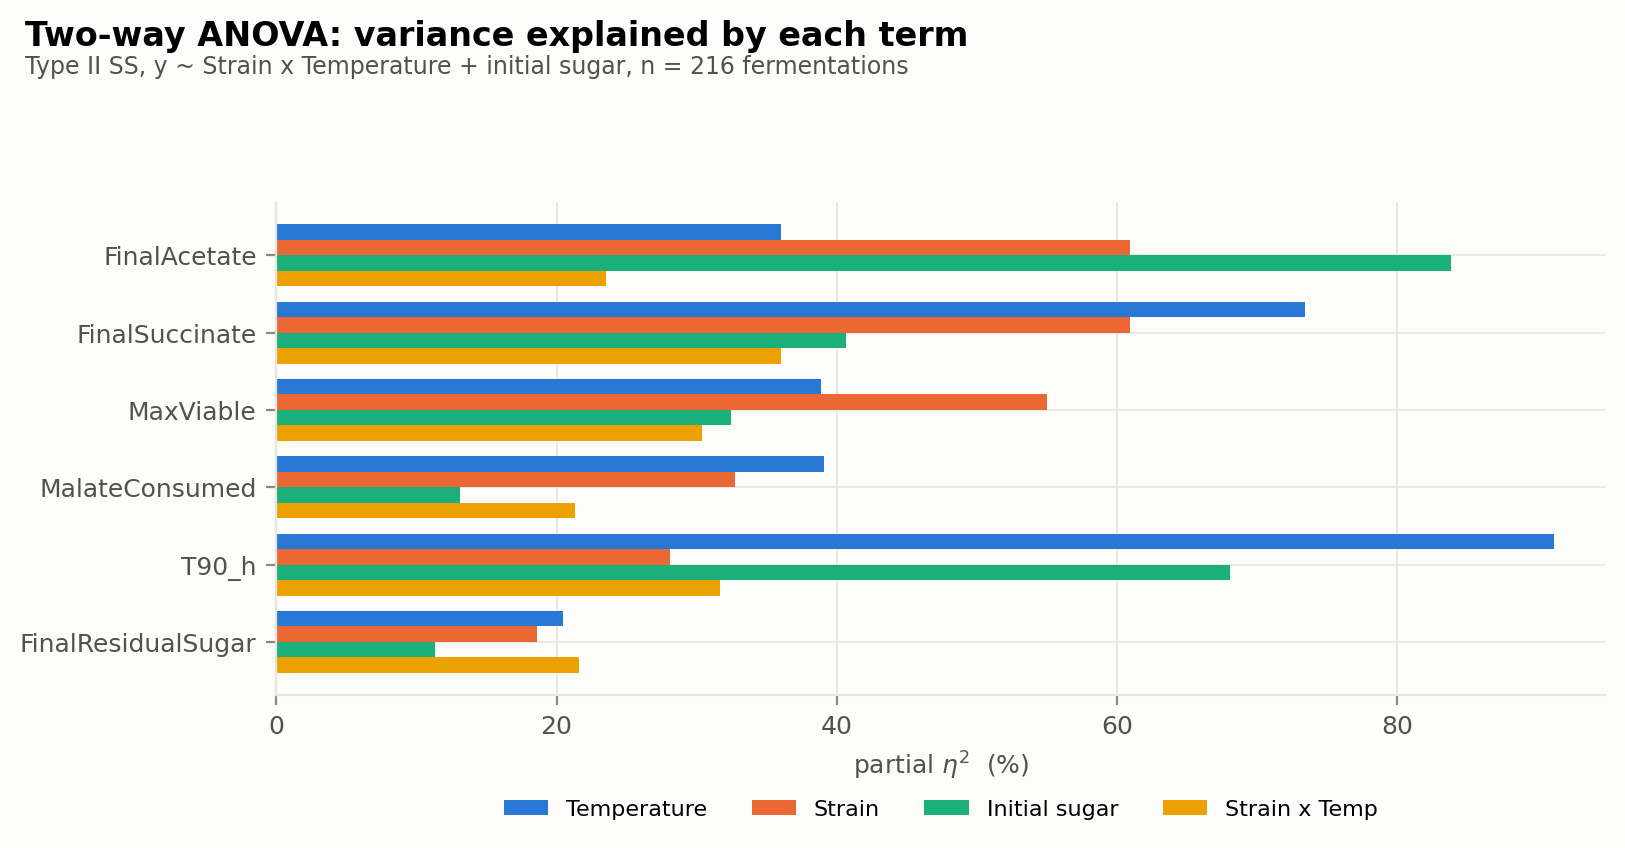 Two-way ANOVA: variance explained by each term
Type II SS, y ~ Strain x Temperature + initial sugar, n = 216 fermentations
FinalAcetate
FinalSuccinate
MaxViable
MalateConsumed
T90_h
FinalResidualSugar
0 20 40 60 80
partial η² (%)
Temperature Strain Initial sugar Strain x Temp